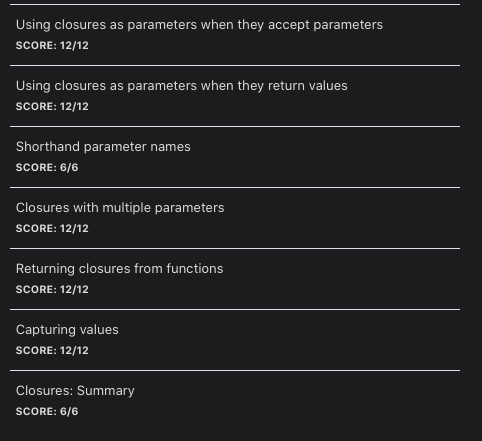 Using closures as parameters when they accept parameters
SCORE: 12/12
Using closures as parameters when they return values
SCORE: 12/12
Shorthand parameter names
SCORE: 6/6
Closures with multiple parameters
SCORE: 12/12
Returning closures from functions
SCORE: 12/12
Capturing values
SCORE: 12/12
Closures: Summary
SCORE: 6/6